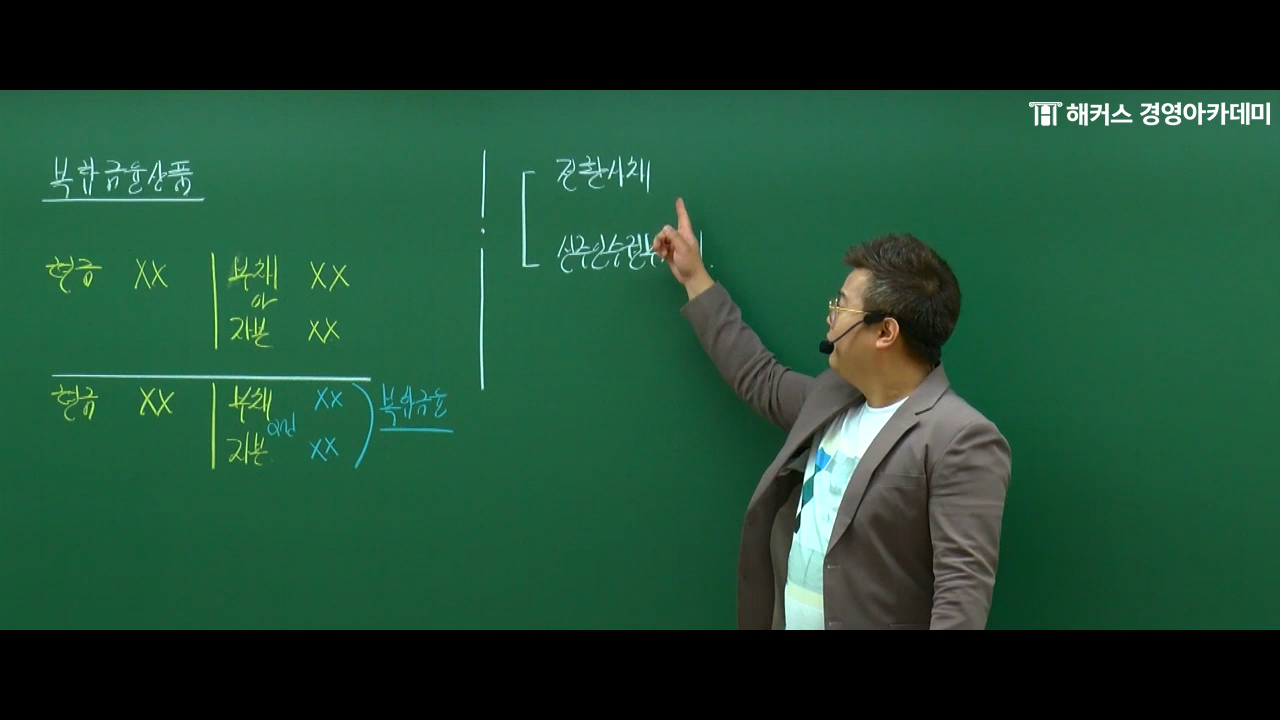 해커스 경영아카데미
복합금융상품
현금 XX 부채 XX
or
자본 XX
현금 XX 부채 XX
and
자본 XX
복합금융
전환사채
신주인수권부